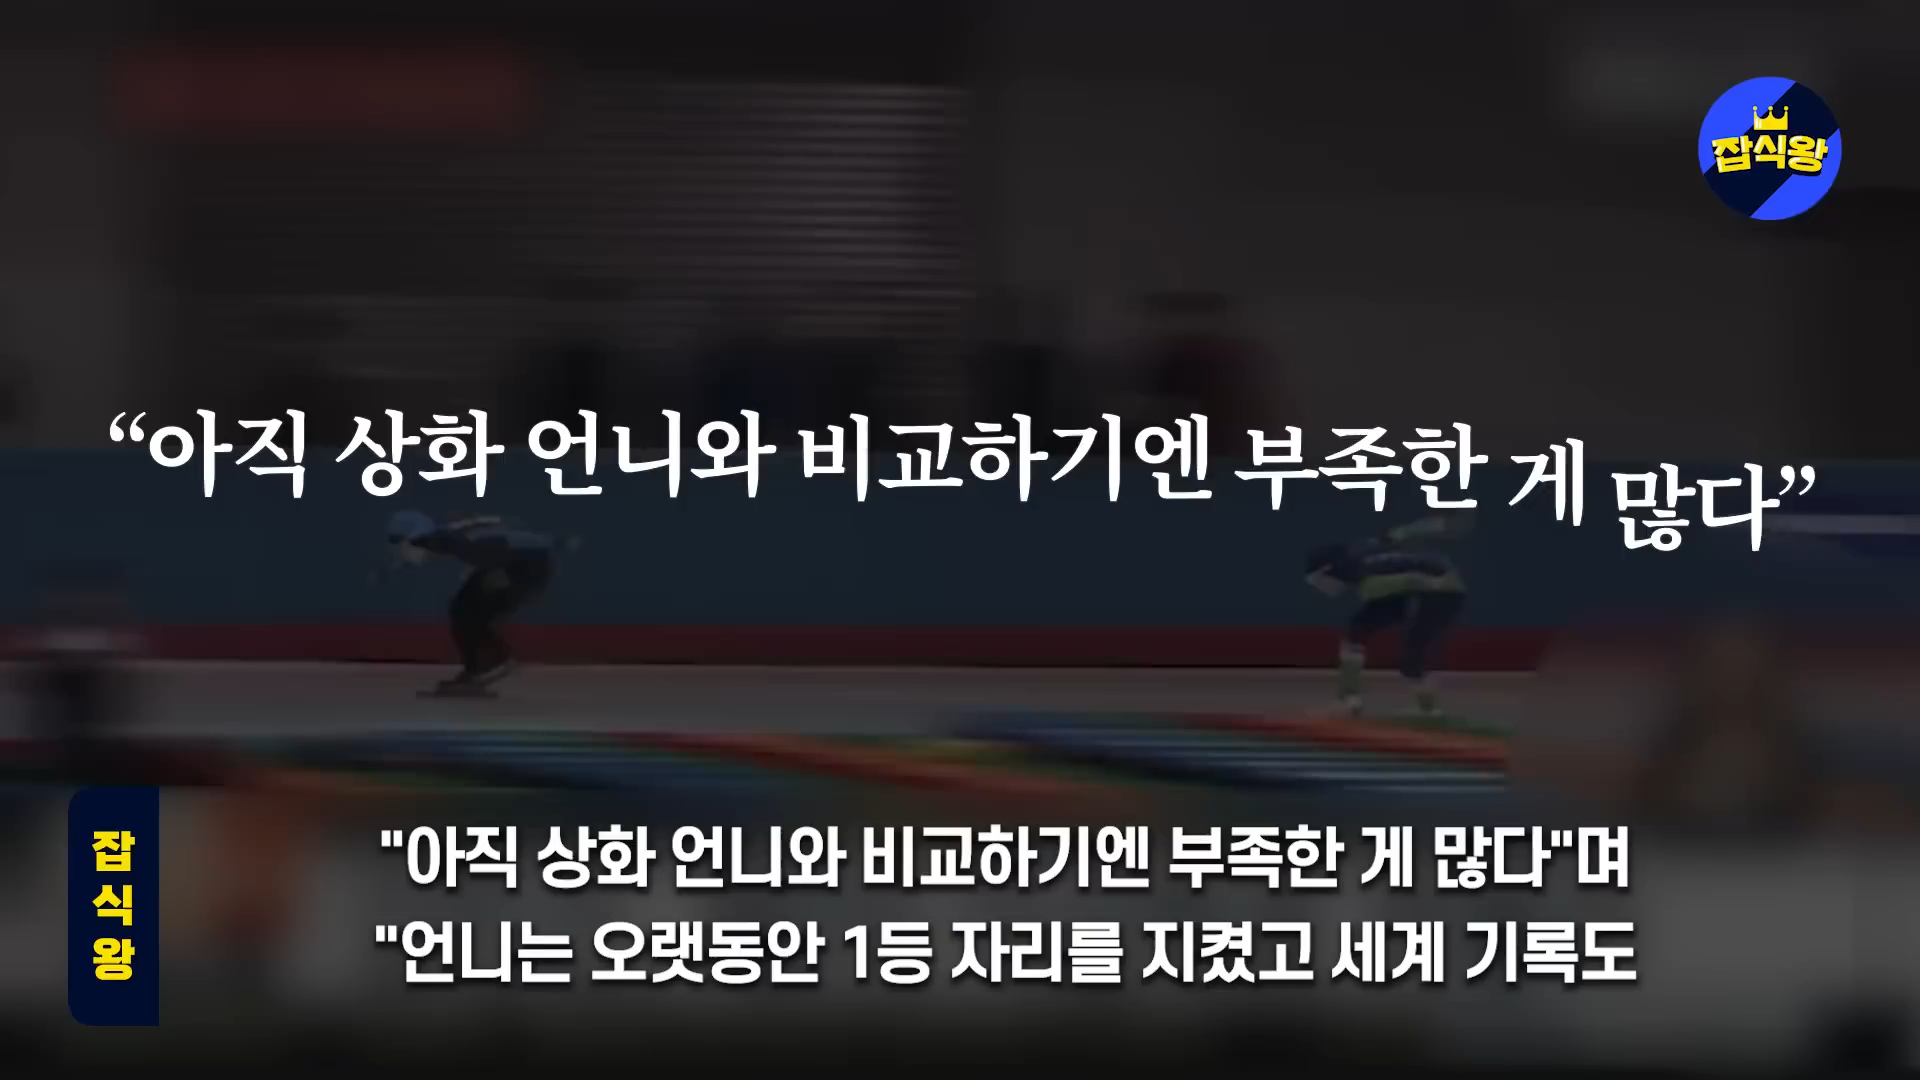 잡식왕
“아직 상화 언니와 비교하기엔 부족한 게 많다”
잡
식
왕
"아직 상화 언니와 비교하기엔 부족한 게 많다"며
"언니는 오랫동안 1등 자리를 지켰고 세계 기록도